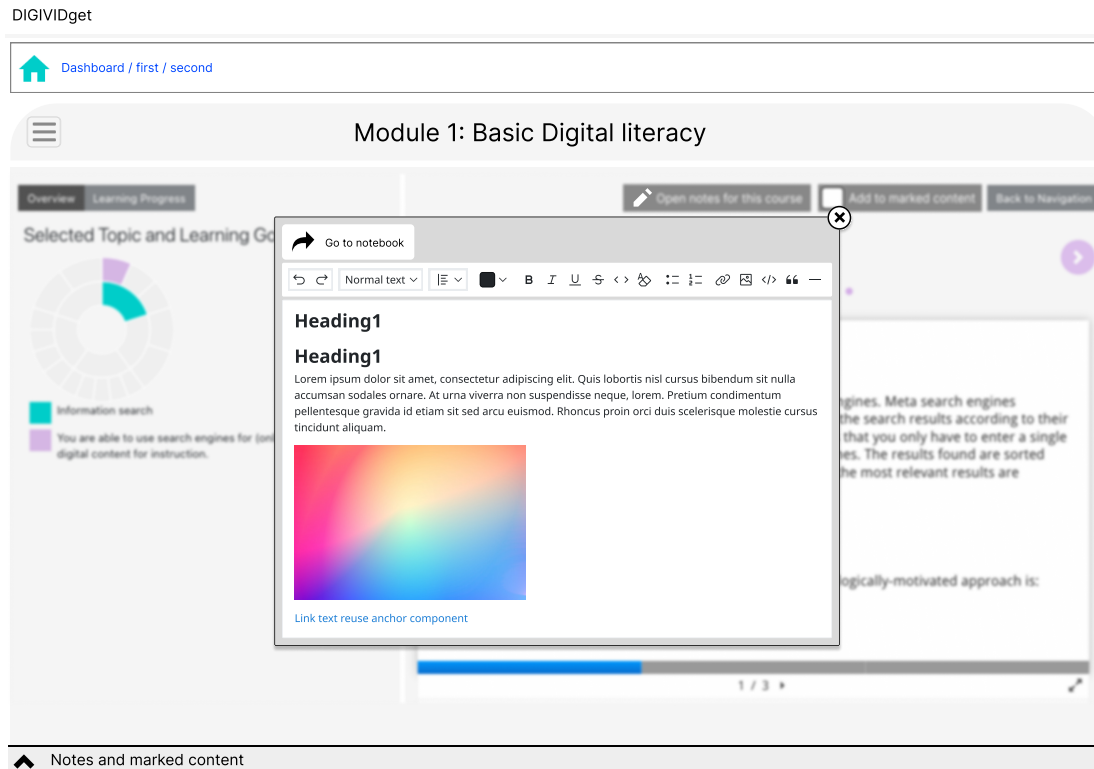 DIGIVIDget
Dashboard / first / second
Module 1: Basic Digital literacy
Overview
Learning Progress
Open notes for this course
Add to marked content
Back to Navigation
Selected Topic and Learning Go
Go to notebook
Normal text
B I U S < > </>
Heading1
Heading1
Lorem ipsum dolor sit amet, consectetur adipiscing elit. Quis lobortis nisl cursus bibendum sit nulla
accumsan sodales ornare. At urna viverra non suspendisse neque, lorem. Pretium condimentum
pellentesque gravida id etiam sit sed arcu euismod. Rhoncus proin orci duis scelerisque molestie cursus
tincidunt aliquam.
Link text reuse anchor component
Information search
You are able to use search engines for (onl
digital content for instruction.
gines. Meta search engines
the search results according to their
that you only have to enter a single
nes. The results found are sorted
he most relevant results are
ologically-motivated approach is:
1 / 3
Notes and marked content